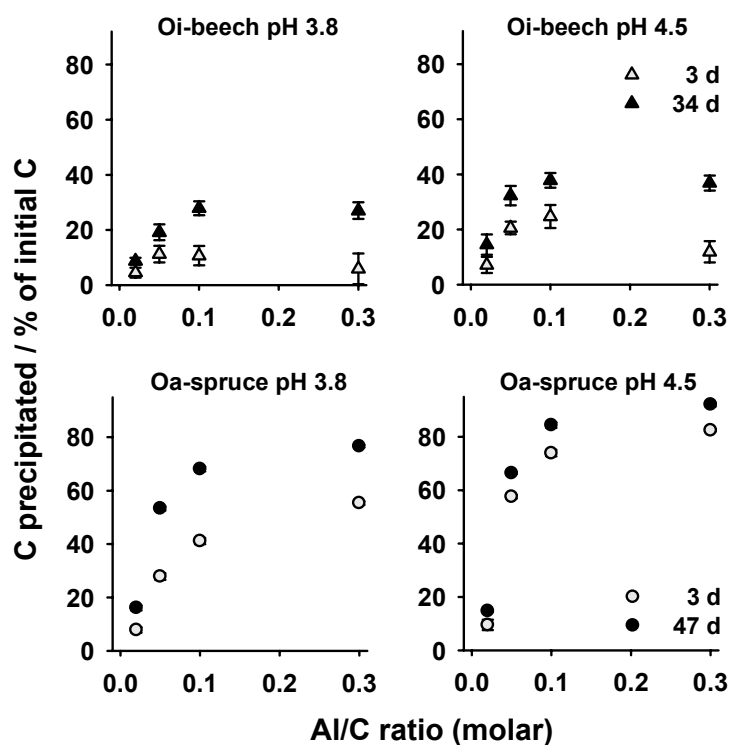 Oi-beech pH 3.8
Oi-beech pH 4.5
80
60
40
20
0
80
60
40
20
0
3 d
34 d
0.0 0.1 0.2 0.3
0.0 0.1 0.2 0.3
C precipitated / % of initial C
Oa-spruce pH 3.8
Oa-spruce pH 4.5
80
60
40
20
0
80
60
40
20
0
3 d
47 d
0.0 0.1 0.2 0.3
0.0 0.1 0.2 0.3
Al/C ratio (molar)